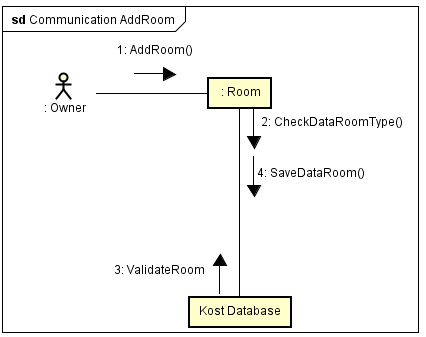 sd Communication AddRoom
1: AddRoom()
: Owner
: Room
2: CheckDataRoomType()
4: SaveDataRoom()
3: ValidateRoom
Kost Database